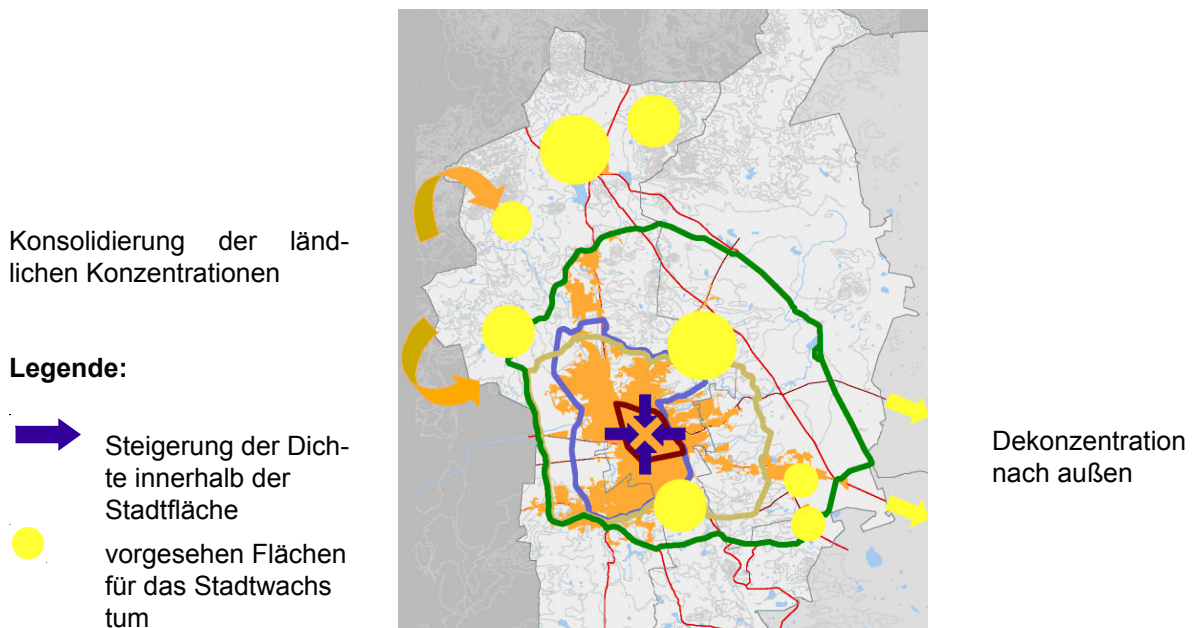 Konsolidierung der länd-
lichen Konzentrationen
Legende:
Steigerung der Dich-
te innerhalb der
Stadtfläche
vorgesehen Flächen
für das Stadtwachs
tum
Dekonzentration
nach außen